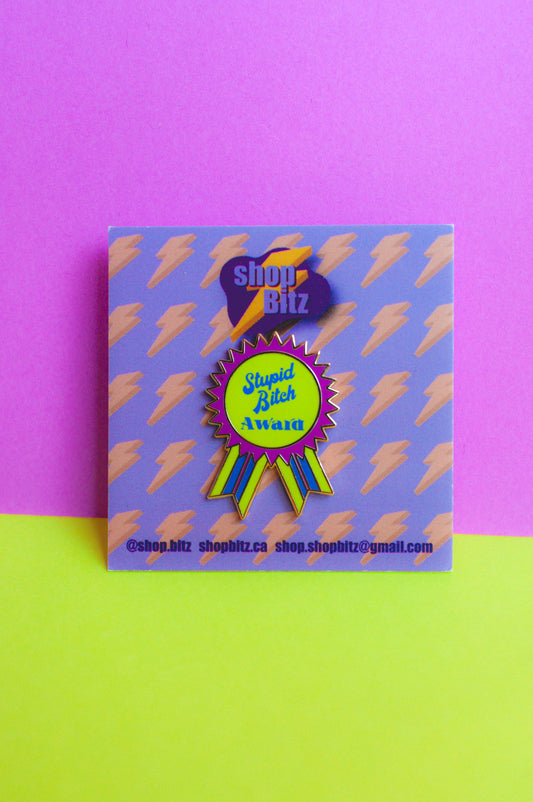 shop
Bitz
Stupid
Bitch
Award
@shop.bitz shopbitz.ca shop.shopbitz@gmail.com